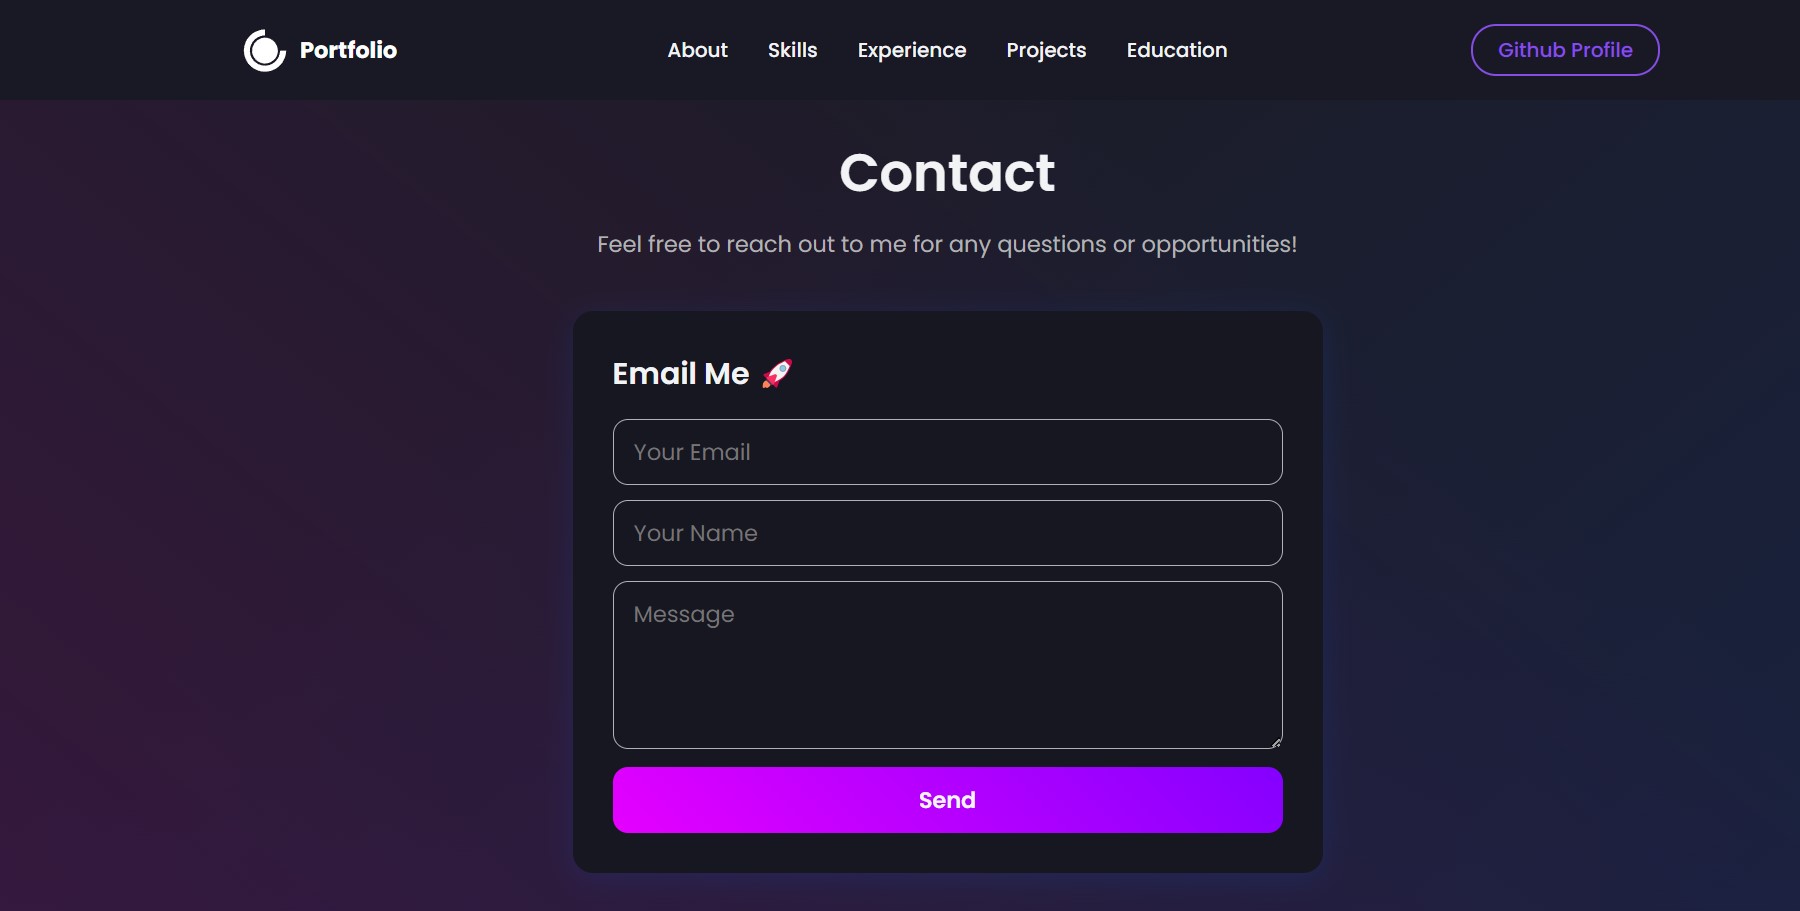 Portfolio
About Skills Experience Projects Education
Github Profile
Contact
Feel free to reach out to me for any questions or opportunities!
Email Me 🚀
Your Email
Your Name
Message
Send